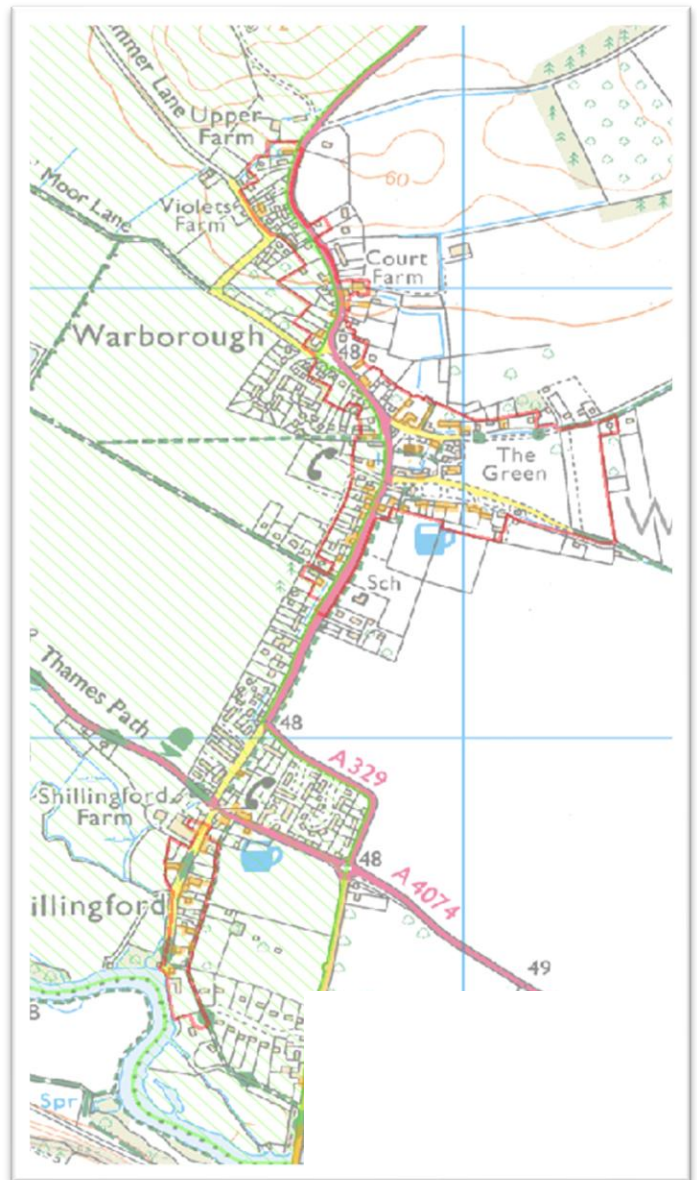 mmer Lane
Upper
Farm
Moor Lane
60
Violets
Farm
Court
Farm
Warborough
48
The
Green
W
Sch
Thames Path
48
A 329
Shillingford
Farm
48
A 4074
illingford
49
8
Spr